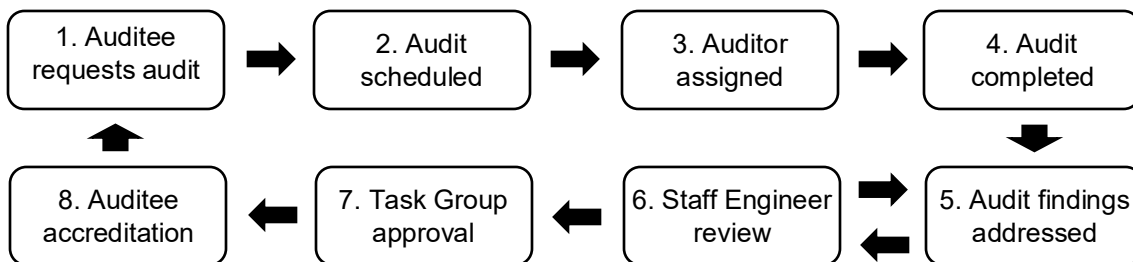 1. Auditee
requests audit
2. Audit
scheduled
3. Auditor
assigned
4. Audit
completed
5. Audit findings
addressed
6. Staff Engineer
review
7. Task Group
approval
8. Auditee
accreditation